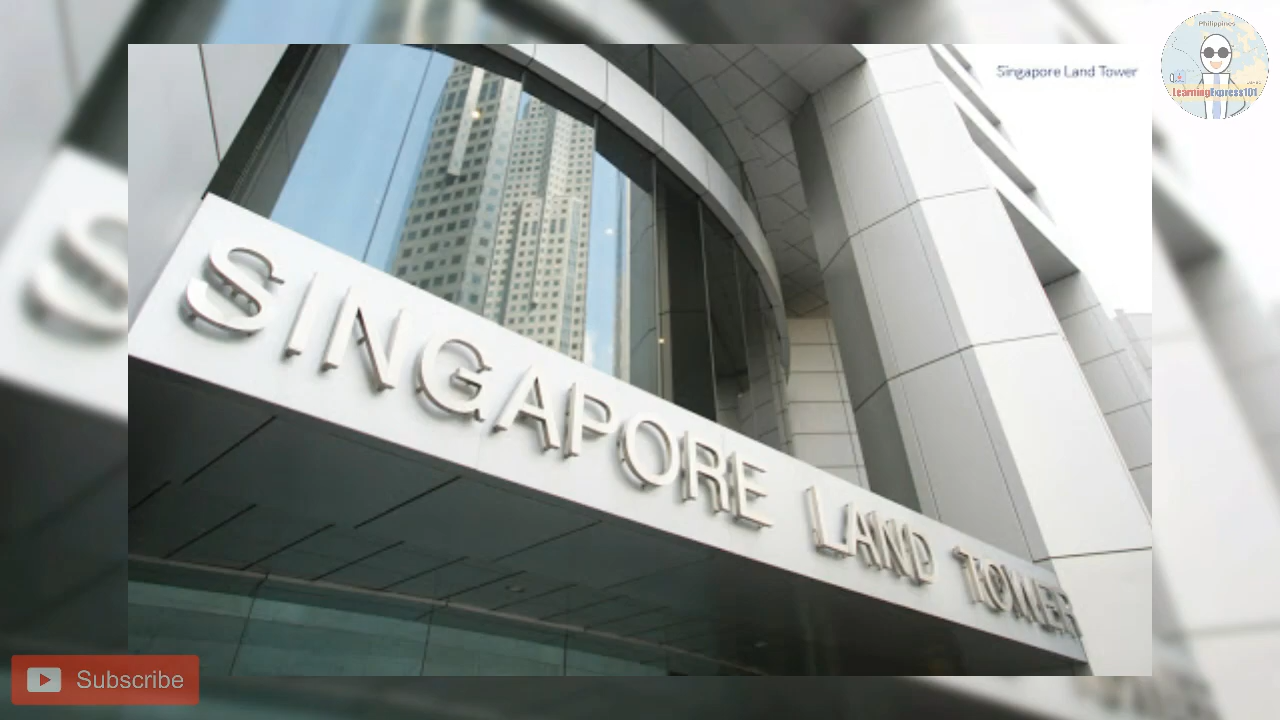 Singapore Land Tower
Philippines
LearningExpress101
SINGAPORE LAND TOWER
Subscribe